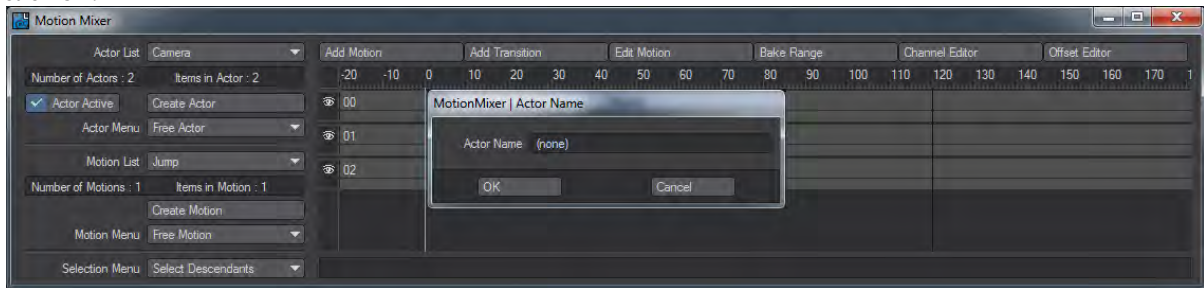 Motion Mixer
Actor List Camera Add Motion Add Transition Edit Motion Bake Range Channel Editor Offset Editor
Number of Actors : 2 Items in Actor : 2 -20 -10 0 10 20 30 40 50 60 70 80 90 100 110 120 130 140 150 160 170 1
Actor Active Create Actor 00
MotionMixer | Actor Name
Actor Menu Free Actor 01
Actor Name (none)
Motion List Jump 02
Number of Motions : 1 Items in Motion : 1
OK Cancel
Create Motion
Motion Menu Free Motion
Selection Menu Select Descendants